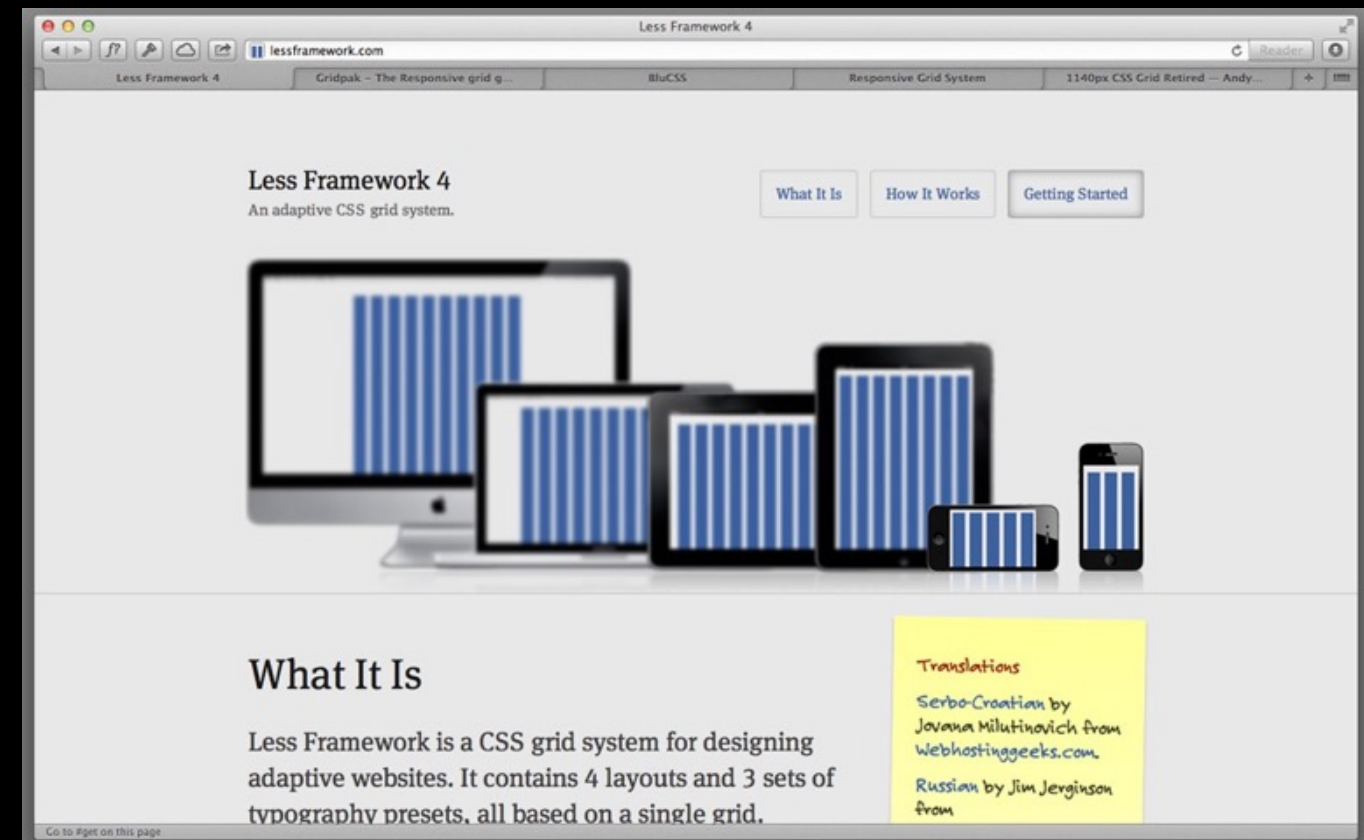 Less Framework 4
lessframework.com
Reader
Less Framework 4
Gridpak – The Responsive grid g...
BluCSS
Responsive Grid System
1140px CSS Grid Retired — Andy...
Less Framework 4
An adaptive CSS grid system.
What It Is
How It Works
Getting Started
What It Is
Less Framework is a CSS grid system for designing
adaptive websites. It contains 4 layouts and 3 sets of
typography presets, all based on a single grid.
Translations
Serbo-Croatian by
Jovana Milutinovich from
Webhostinggeeks.com.
Russian by Jim Jerginson
from
Go to #get on this page